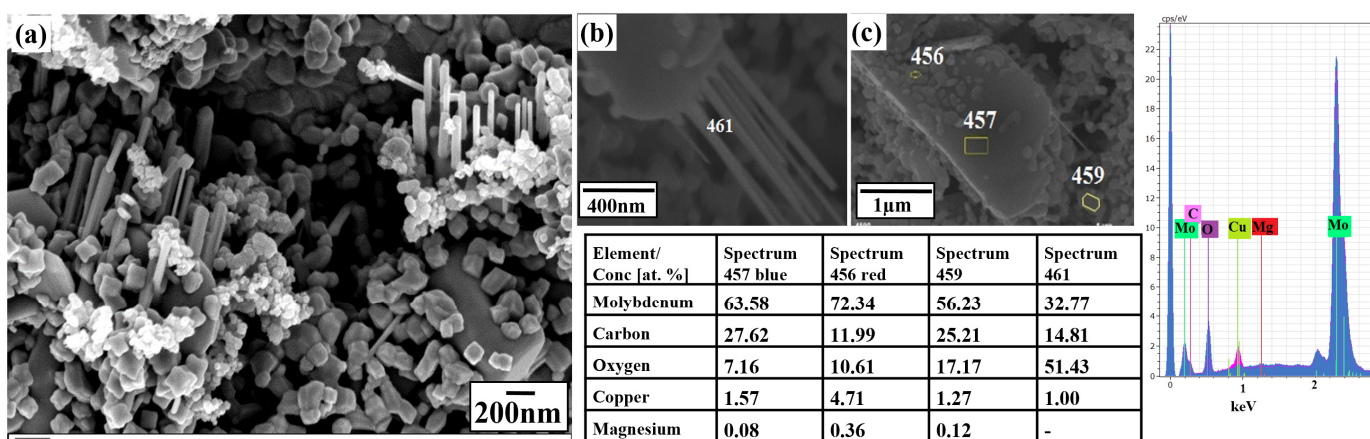 (a)
200nm
(b)
461
400nm
(c)
456
457
459
1µm
Element/ Conc [at. %] Spectrum 457 blue Spectrum 456 red Spectrum 459 Spectrum 461
Molybdenum 63.58 72.34 56.23 32.77
Carbon 27.62 11.99 25.21 14.81
Oxygen 7.16 10.61 17.17 51.43
Copper 1.57 4.71 1.27 1.00
Magnesium 0.08 0.36 0.12 -
cps/eV
22
20
18
16
14
12
10
8
6
4
2
0
C
Mo O Cu Mg Mo
0 1 2
keV